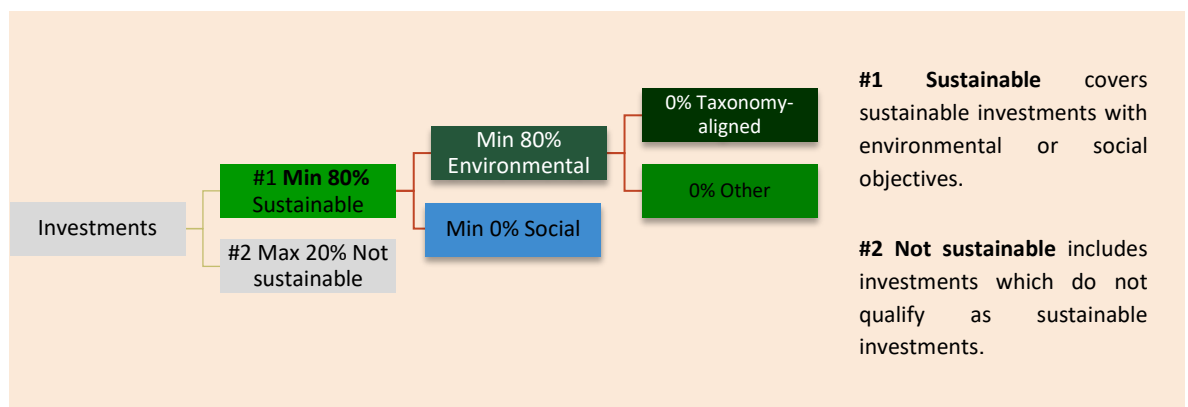 Investments
#1 Min 80%
Sustainable
#2 Max 20% Not
sustainable
Min 80%
Environmental
Min 0% Social
0% Taxonomy-
aligned
0% Other
#1 Sustainable covers
sustainable investments with
environmental or social
objectives.
#2 Not sustainable includes
investments which do not
qualify as sustainable
investments.